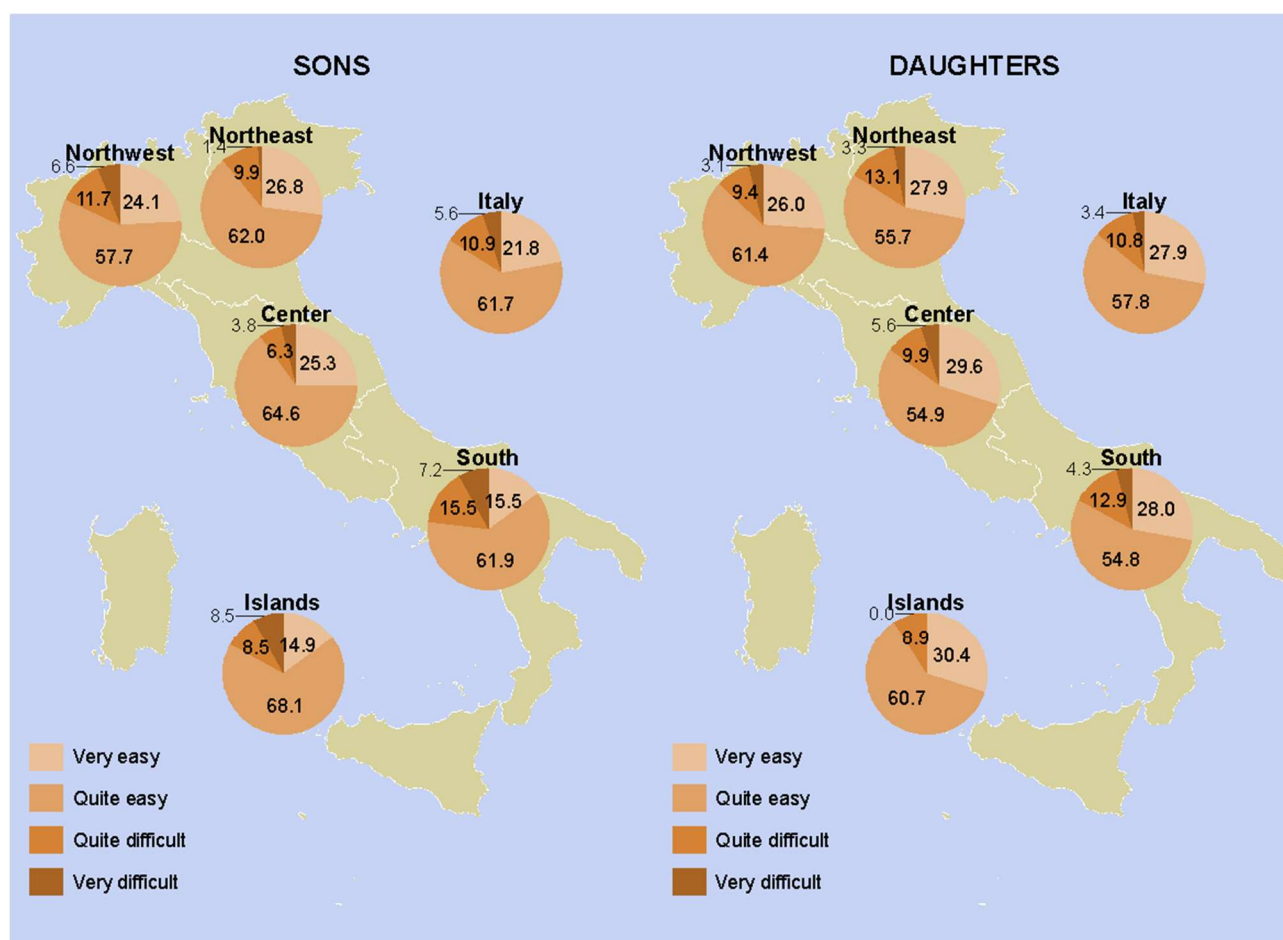 SONS
Northeast
1.4
9.9
26.8
62.0
Northwest
6.6
11.7
24.1
57.7
Italy
5.6
10.9
21.8
61.7
Center
3.8
6.3
25.3
64.6
South
7.2
15.5
15.5
61.9
Islands
8.5
8.5
14.9
68.1
Very easy
Quite easy
Quite difficult
Very difficult
DAUGHTERS
Northeast
3.3
13.1
27.9
55.7
Northwest
3.1
9.4
26.0
61.4
Italy
3.4
10.8
27.9
57.8
Center
5.6
9.9
29.6
54.9
South
4.3
12.9
28.0
54.8
Islands
0.0
8.9
30.4
60.7
Very easy
Quite easy
Quite difficult
Very difficult